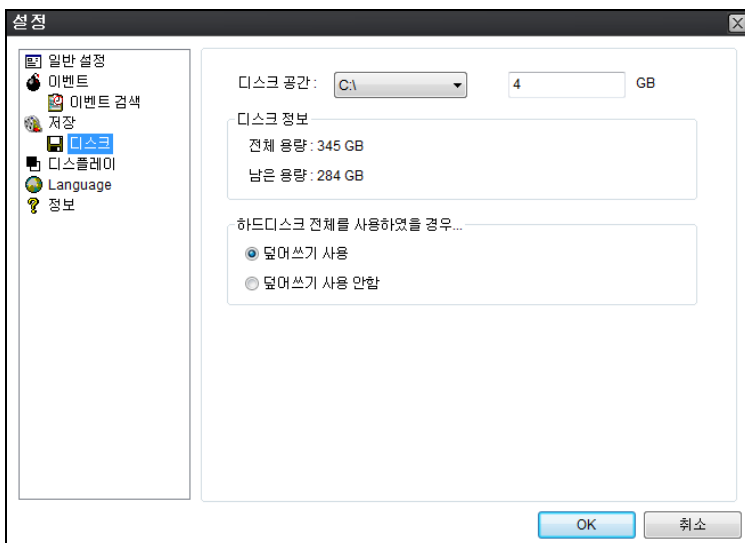 설정
일반 설정
이벤트
이벤트 검색
저장
디스크
디스플레이
Language
정보
디스크 공간 : C:\ 4 GB
디스크 정보
전체 용량 : 345 GB
남은 용량 : 284 GB
하드디스크 전체를 사용하였을 경우...
덮어쓰기 사용
덮어쓰기 사용 안함
OK 취소